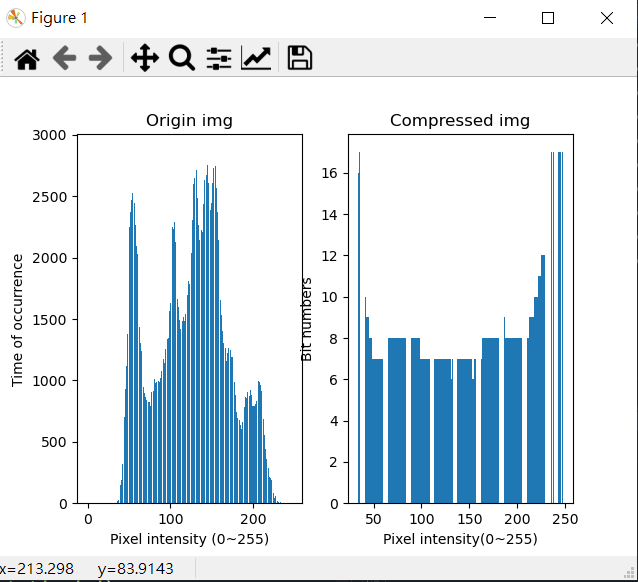 Figure 1
Origin img
Compressed img
3000
2500
2000
1500
1000
500
0
Time of occurrence
0 100 200
Pixel intensity (0~255)
16
14
12
10
8
6
4
2
0
Bit numbers
50 100 150 200 250
Pixel intensity(0~255)
x=213.298 y=83.9143